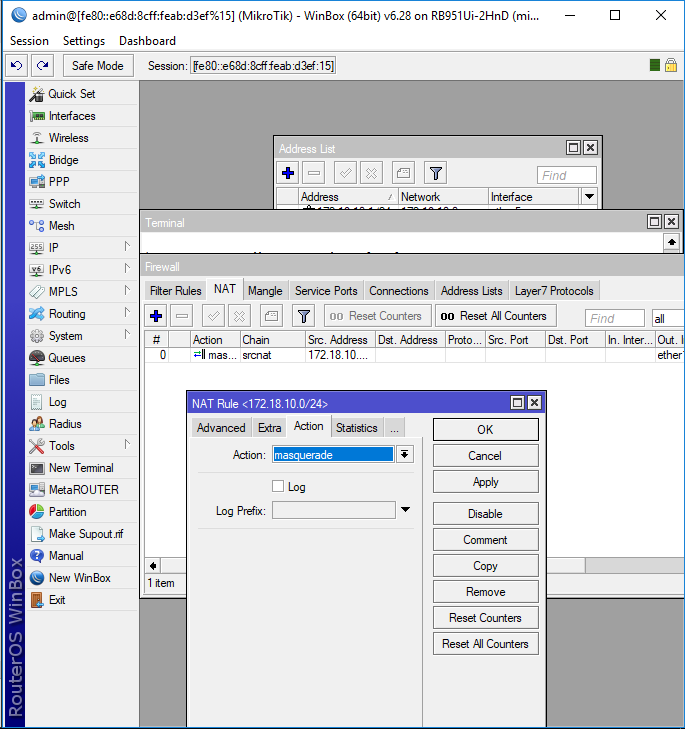 admin@[fe80::e68d:8cff:feab:d3ef%15] (MikroTik) - WinBox (64bit) v6.28 on RB951Ui-2HnD (mi...
Session Settings Dashboard
Safe Mode Session: [fe80::e68d:8cff:feab:d3ef:15]
RouterOS WinBox
Quick Set
Interfaces
Wireless
Bridge
PPP
Switch
Mesh
IP
IPv6
MPLS
Routing
System
Queues
Files
Log
Radius
Tools
New Terminal
MetaROUTER
Partition
Make Supout.rif
Manual
New WinBox
Exit
Address List
Find
Address Network Interface
Terminal
Firewall
Filter Rules NAT Mangle Service Ports Connections Address Lists Layer7 Protocols
00 Reset Counters 00 Reset All Counters Find all
# Action Chain Src. Address Dst. Address Proto... Src. Port Dst. Port In. Inter... Out. I
0 mas... srcnat 172.18.10....
1 item
NAT Rule <172.18.10.0/24>
Advanced Extra Action Statistics ...
Action: masquerade
Log
Log Prefix:
OK
Cancel
Apply
Disable
Comment
Copy
Remove
Reset Counters
Reset All Counters